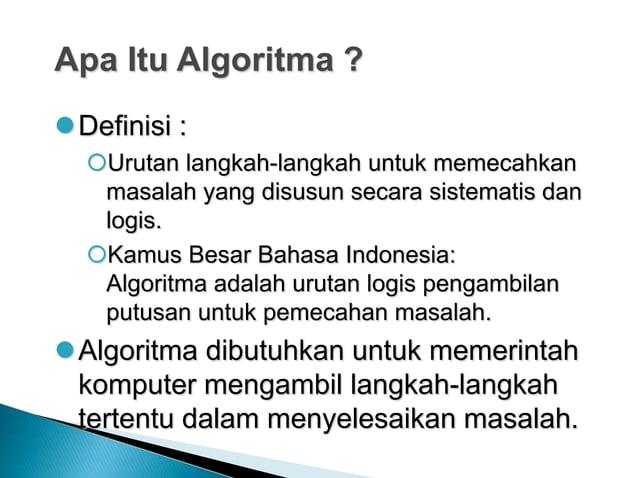 Apa Itu Algoritma ?
Definisi :
Urutan langkah-langkah untuk memecahkan
masalah yang disusun secara sistematis dan
logis.
Kamus Besar Bahasa Indonesia:
Algoritma adalah urutan logis pengambilan
putusan untuk pemecahan masalah.
Algoritma dibutuhkan untuk memerintah
komputer mengambil langkah-langkah
tertentu dalam menyelesaikan masalah.